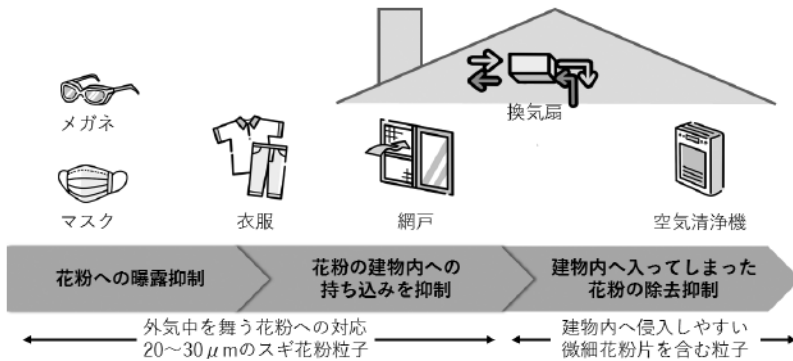 メガネ
換気扇
マスク
衣服
網戸
空気清浄機
花粉への曝露抑制
花粉の建物内への
持ち込みを抑制
建物内へ入ってしまった
花粉の除去抑制
外気中を舞う花粉への対応
20～30μmのスギ花粉粒子
建物内へ侵入しやすい
微細花粉片を含む粒子